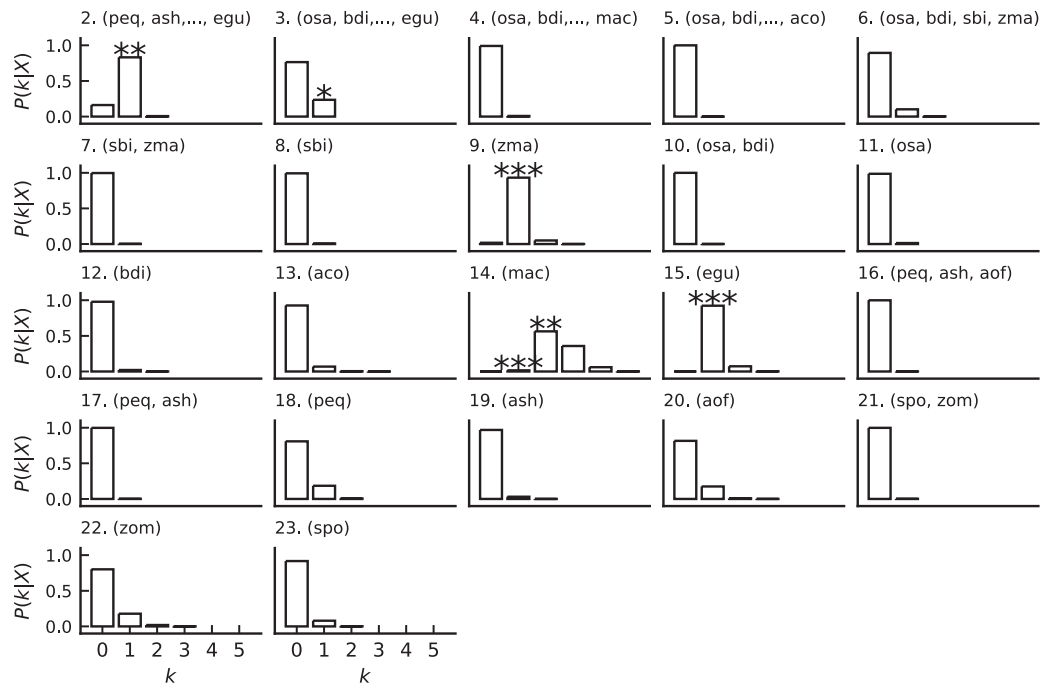 2. (peq, ash,..., egu) 3. (osa, bdi,..., egu) 4. (osa, bdi,..., mac) 5. (osa, bdi,..., aco) 6. (osa, bdi, sbi, zma)
P(k|X)
1.0
0.5
0.0
** *
7. (sbi, zma) 8. (sbi) 9. (zma) 10. (osa, bdi) 11. (osa)
P(k|X)
1.0
0.5
0.0
***
12. (bdi) 13. (aco) 14. (mac) 15. (egu) 16. (peq, ash, aof)
P(k|X)
1.0
0.5
0.0
*** ** ***
17. (peq, ash) 18. (peq) 19. (ash) 20. (aof) 21. (spo, zom)
P(k|X)
1.0
0.5
0.0
22. (zom) 23. (spo)
P(k|X)
1.0
0.5
0.0
0 1 2 3 4 5 0 1 2 3 4 5
k k